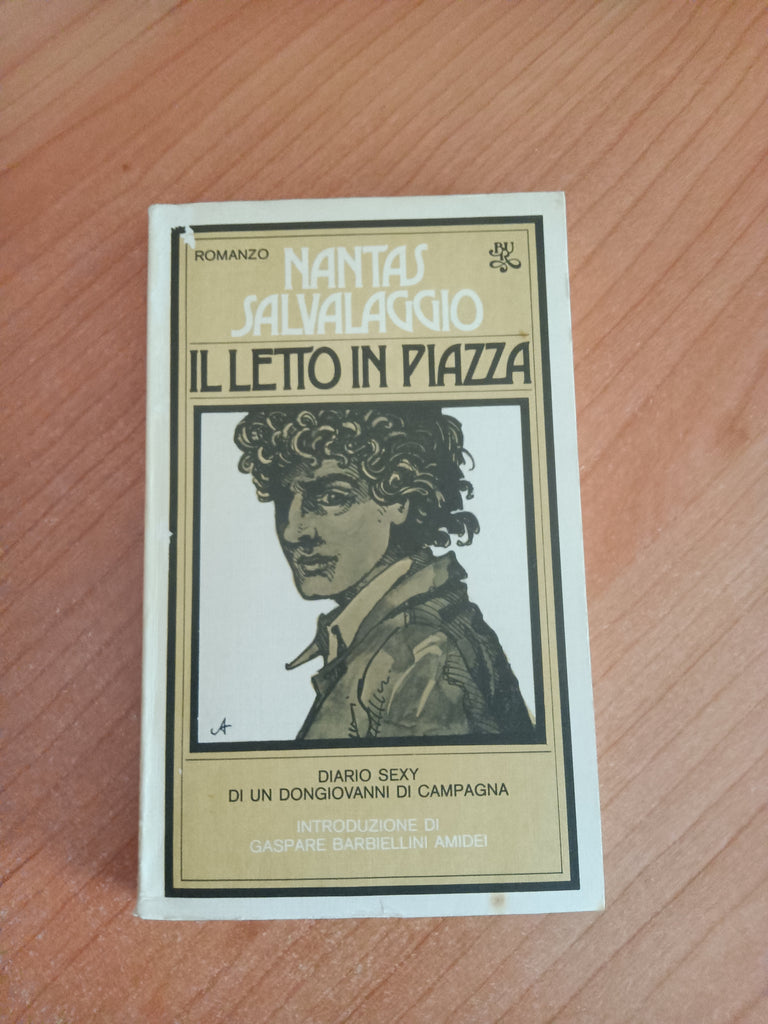 ROMANZO
NANTAS
SALVALAGGIO
BUR
IL LETTO IN PIAZZA
A
DIARIO SEXY
DI UN DONGIOVANNI DI CAMPAGNA
INTRODUZIONE DI
GASPARE BARBIELLINI AMIDEI